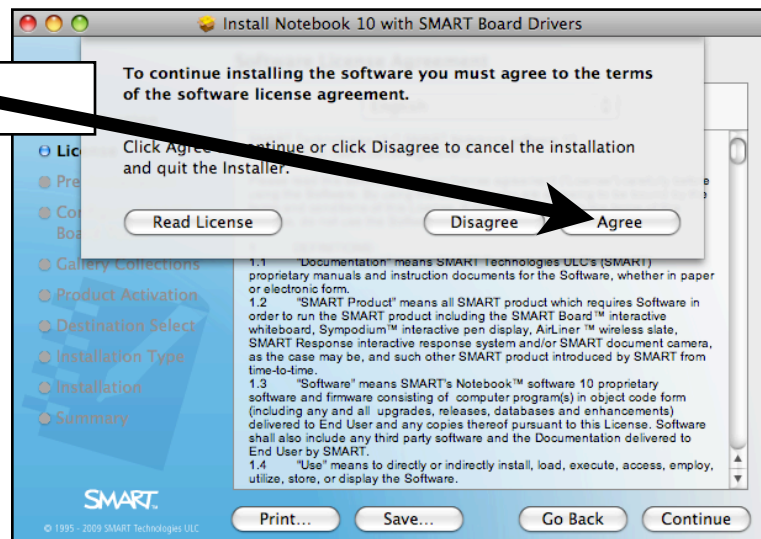 Install Notebook 10 with SMART Board Drivers
To continue installing the software you must agree to the terms
of the software license agreement.
Click Agree continue or click Disagree to cancel the installation
and quit the Installer.
Read License
Disagree
Agree
Lic
Pre
Con
Boa
Gallery Collections
Product Activation
Destination Select
Installation Type
Installation
Summary
1.1 "Documentation" means SMART Technologies ULC's (SMART)
proprietary manuals and instruction documents for the Software, whether in paper
or electronic form.
1.2 "SMART Product" means all SMART product which requires Software in
order to run the SMART product including the SMART Board™ interactive
whiteboard, Sympodium™ interactive pen display, AirLiner ™ wireless slate,
SMART Response interactive response system and/or SMART document camera,
as the case may be, and such other SMART product introduced by SMART from
time-to-time.
1.3 "Software" means SMART's Notebook™ software 10 proprietary
software and firmware consisting of computer program(s) in object code form
(including any and all upgrades, releases, databases and enhancements)
delivered to End User and any copies thereof pursuant to this License. Software
shall also include any third party software and the Documentation delivered to
End User by SMART.
1.4 "Use" means to directly or indirectly install, load, execute, access, employ,
utilize, store, or display the Software.
SMART™
© 1995 - 2009 SMART Technologies ULC
Print...
Save...
Go Back
Continue